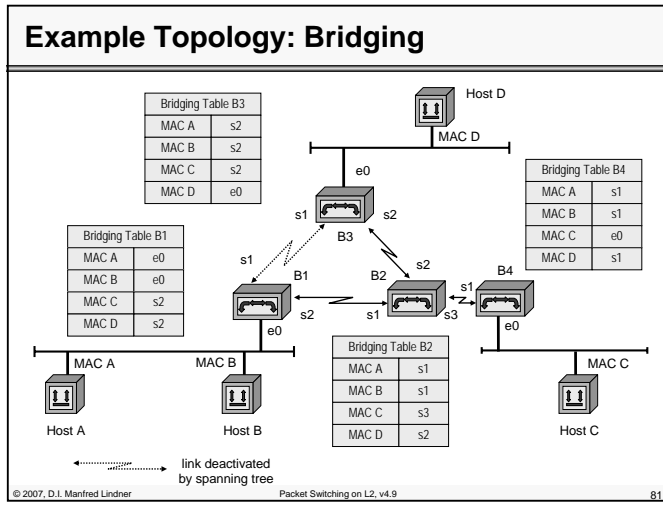 Example Topology: Bridging
Host D
MAC D
Bridging Table B3
MAC A s2
MAC B s2
MAC C s2
MAC D e0
e0
s1
s2
B3
Bridging Table B4
MAC A s1
MAC B s1
MAC C e0
MAC D s1
Bridging Table B1
MAC A e0
MAC B e0
MAC C s2
MAC D s2
s1
B1
s2
e0
B2
s2
s1
s3
B4
s1
e0
MAC A
MAC B
MAC C
Host A
Host B
Host C
Bridging Table B2
MAC A s1
MAC B s1
MAC C s3
MAC D s2
link deactivated
by spanning tree
© 2007, D.I. Manfred Lindner
Packet Switching on L2, v4.9
81